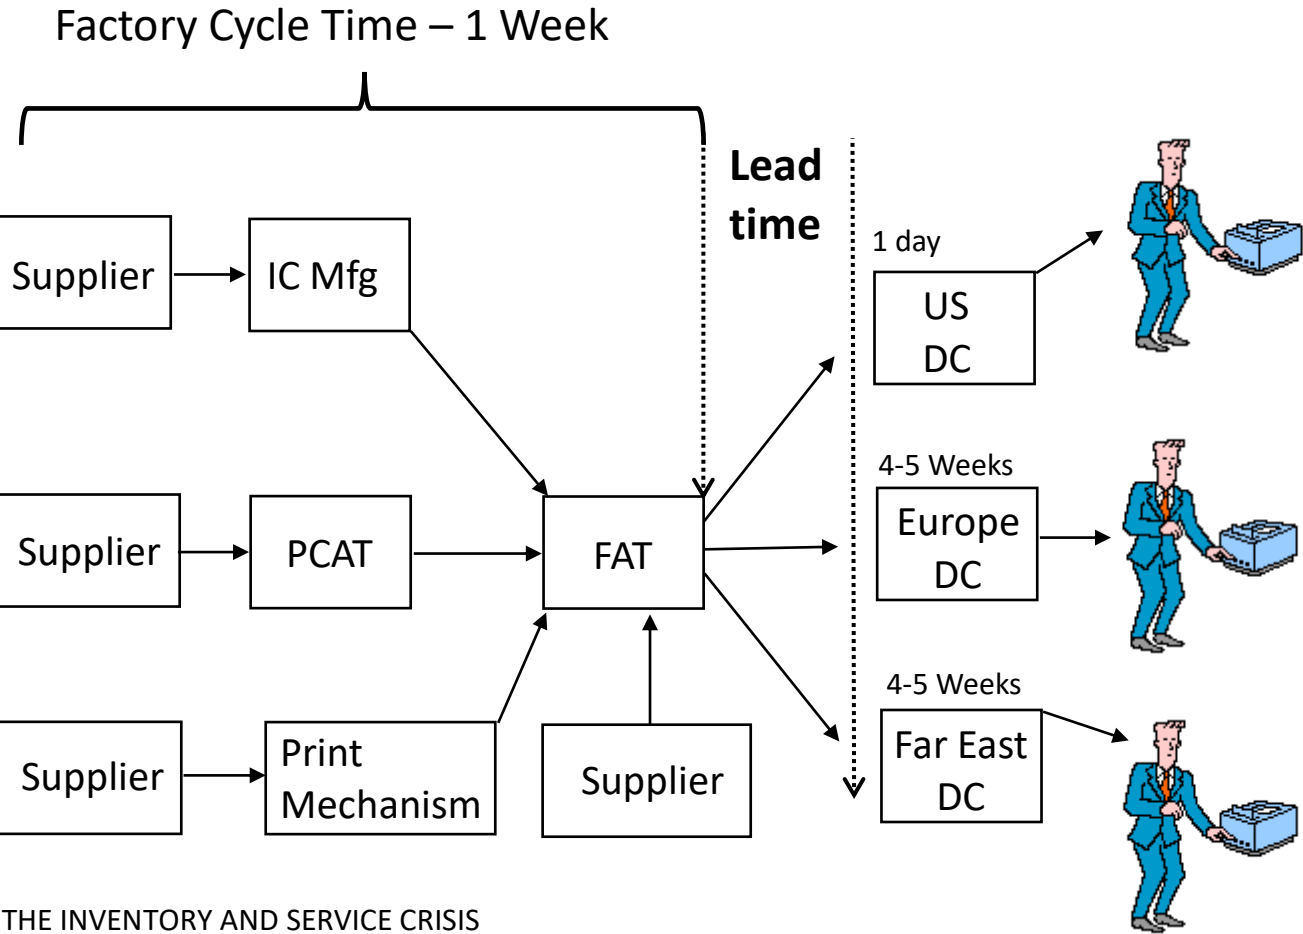 Factory Cycle Time – 1 Week
Lead
time
1 day
Supplier
IC Mfg
US
DC
4-5 Weeks
Supplier
PCAT
FAT
Europe
DC
4-5 Weeks
Supplier
Print
Mechanism
Supplier
Far East
DC
THE INVENTORY AND SERVICE CRISIS